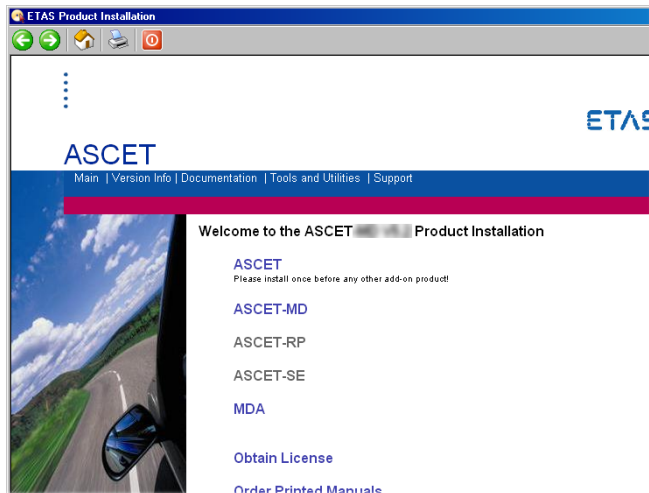 ETAS Product Installation
ETAS
ASCET
Main | Version Info | Documentation | Tools and Utilities | Support
Welcome to the ASCET Product Installation
ASCET
Please install once before any other add-on product!
ASCET-MD
ASCET-RP
ASCET-SE
MDA
Obtain License
Order Printed Manuals